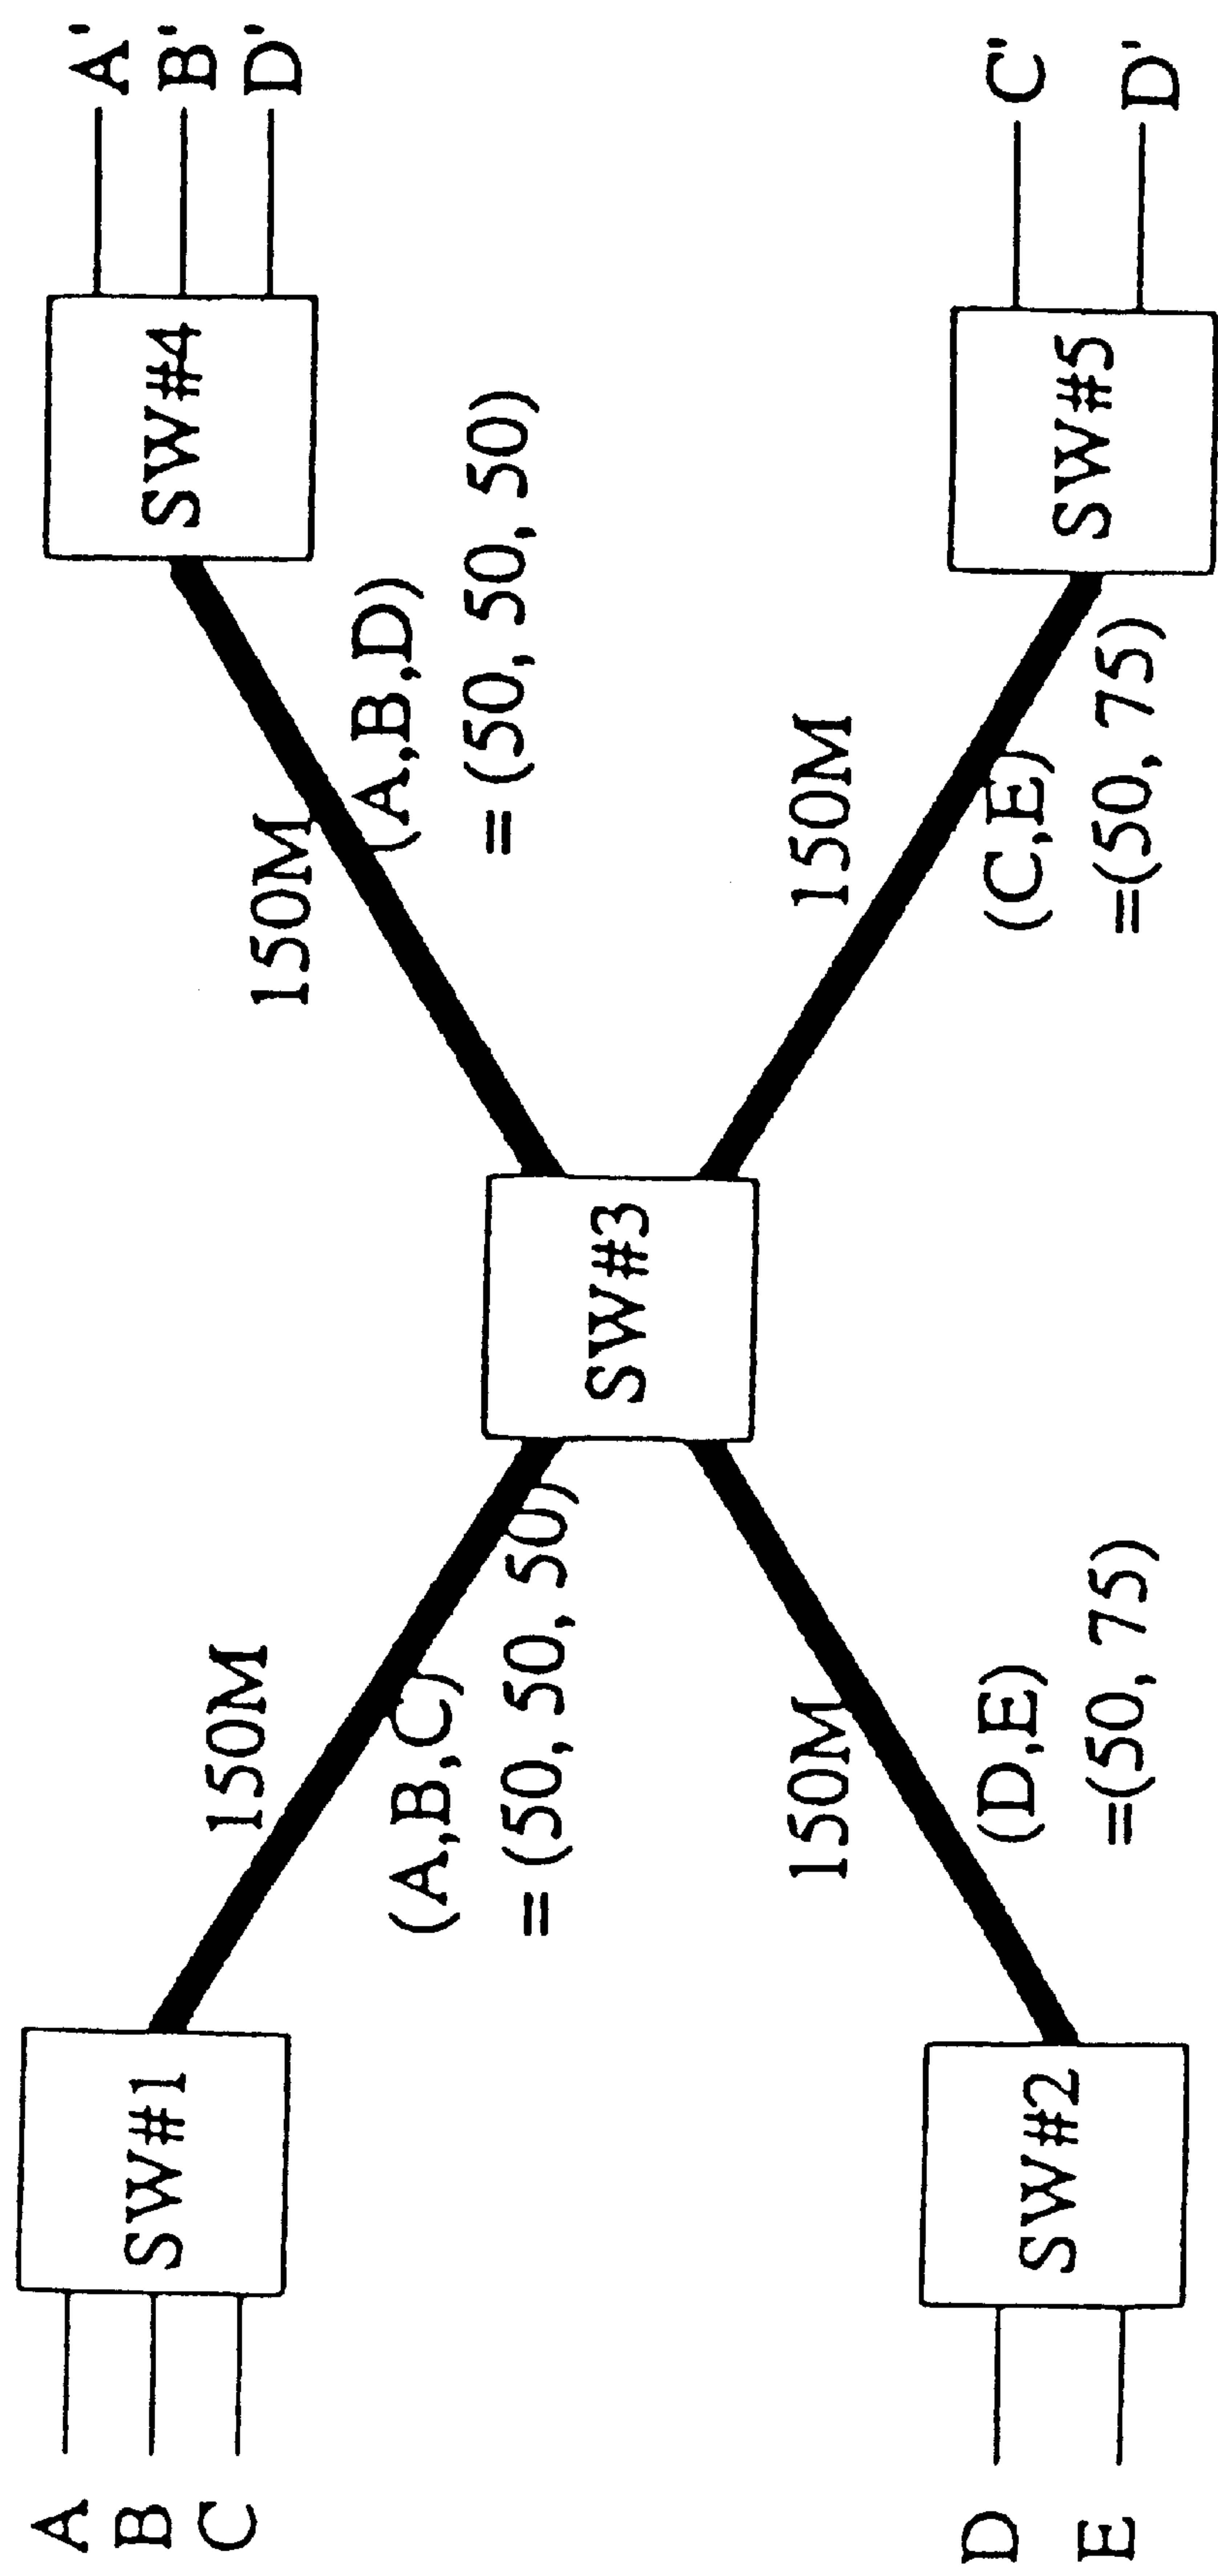 A
B
C
SW#1
150M
(A,B,C)
= (50, 50, 50)
D
E
SW#2
150M
(D,E)
=(50, 75)
SW#3
150M
(A,B,D)
= (50, 50, 50)
SW#4
A'
B'
D'
150M
(C,E)
=(50, 75)
SW#5
C'
D'